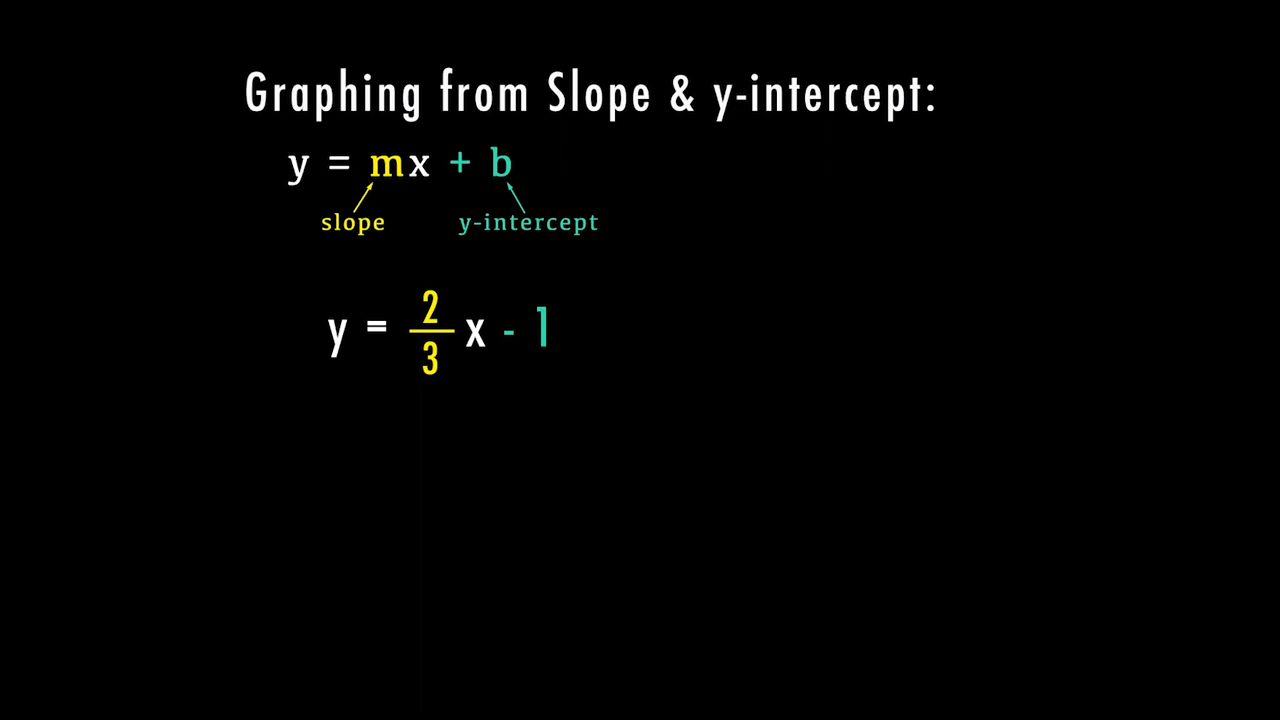 Graphing from Slope & y-intercept:
y = mx + b
slope y-intercept
y = 2/3 x - 1